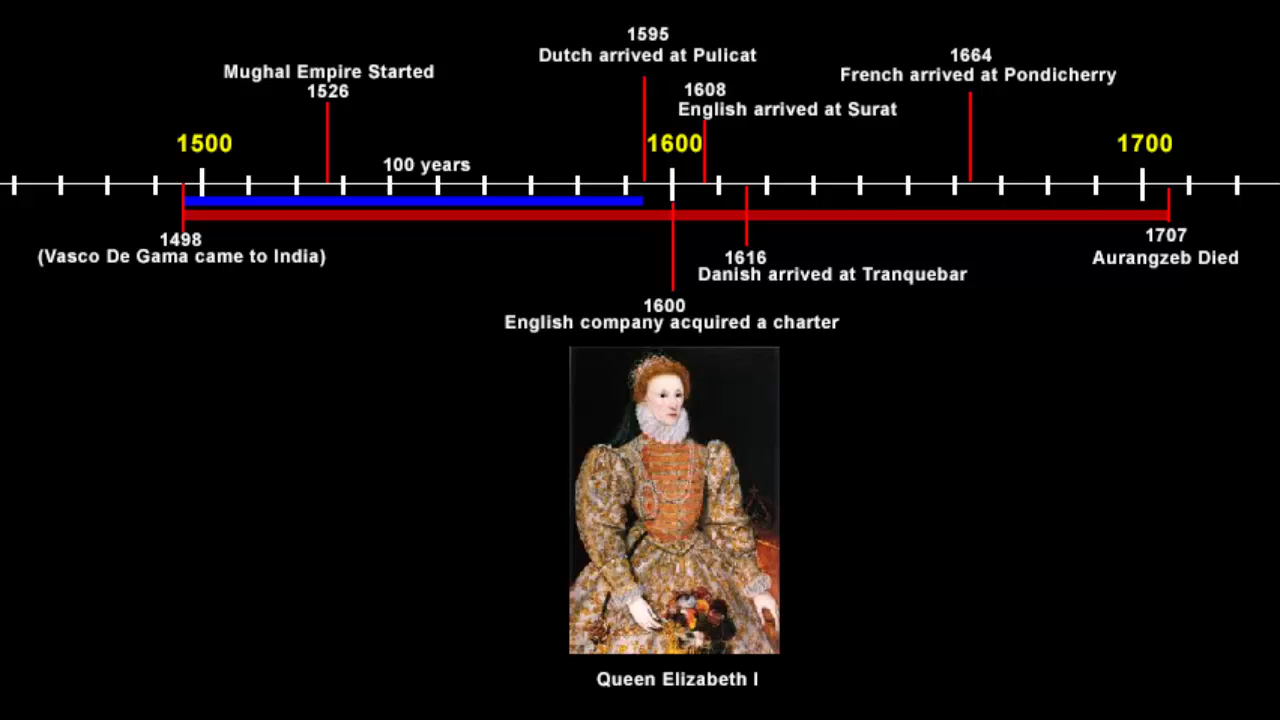 1595
Dutch arrived at Pulicat
1664
French arrived at Pondicherry
Mughal Empire Started
1526
1608
English arrived at Surat
1500
1600
1700
100 years
1498
(Vasco De Gama came to India)
1707
Aurangzeb Died
1616
Danish arrived at Tranquebar
1600
English company acquired a charter
Queen Elizabeth I